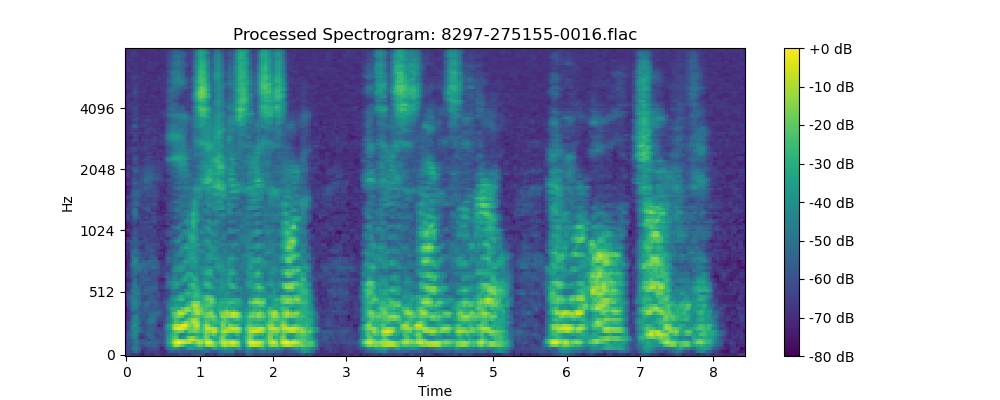 Processed Spectrogram: 8297-275155-0016.flac
Hz
4096
2048
1024
512
0
0 1 2 3 4 5 6 7 8
Time
+0 dB
-10 dB
-20 dB
-30 dB
-40 dB
-50 dB
-60 dB
-70 dB
-80 dB